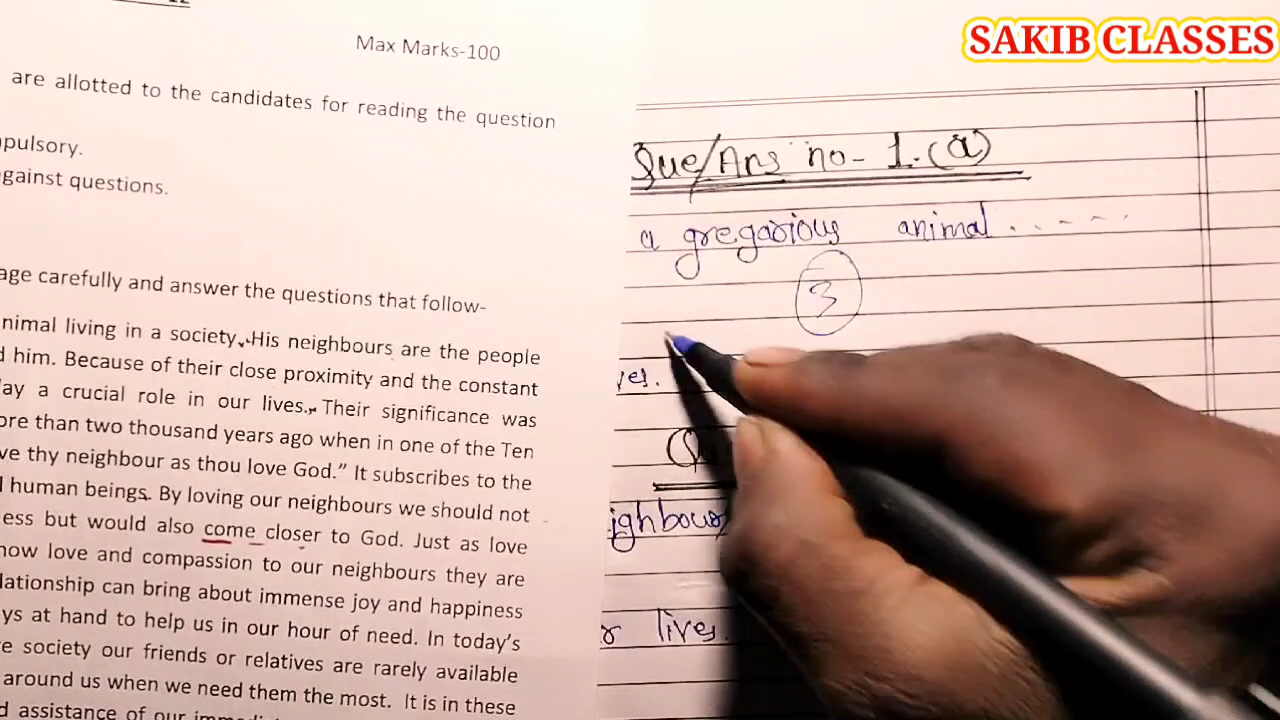 SAKIB CLASSES
Max Marks-100
are allotted to the candidates for reading the question
pulsory.
gainst questions.
age carefully and answer the questions that follow-
nimal living in a society. His neighbours are the people
d him. Because of their close proximity and the constant
lay a crucial role in our lives. Their significance was
ore than two thousand years ago when in one of the Ten
ve thy neighbour as thou love God.” It subscribes to the
d human beings. By loving our neighbours we should not
ess but would also come closer to God. Just as love
how love and compassion to our neighbours they are
lationship can bring about immense joy and happiness
ys at hand to help us in our hour of need. In today's
e society our friends or relatives are rarely available
around us when we need them the most. It is in these
d assistance of our
Que/Ans no- 1.(a)
a gregarious animal.....
3
ves.
ighbour
r lives.